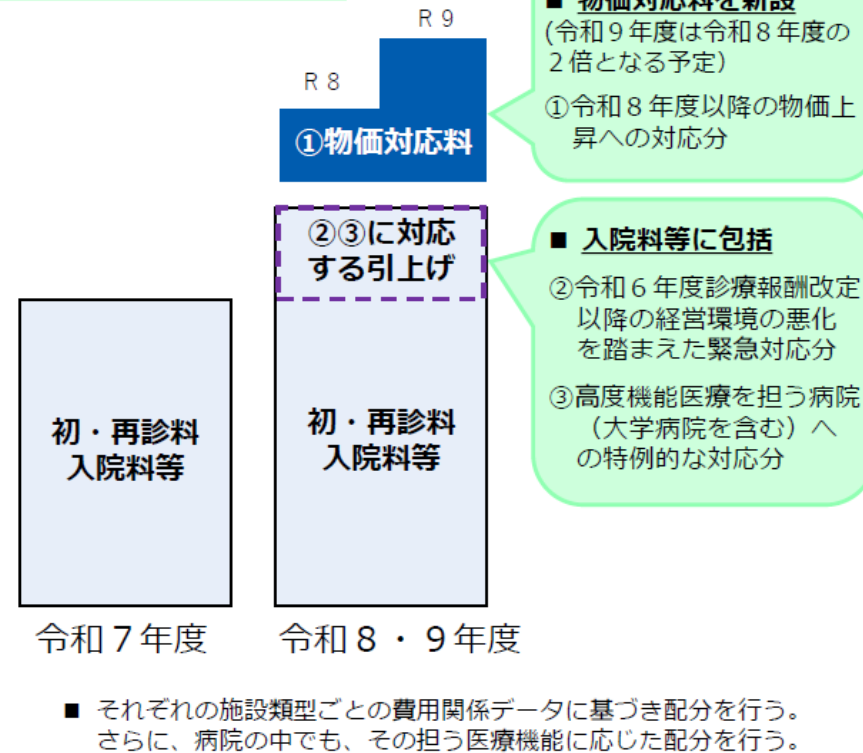 ■ 物価対応料を新設
(令和９年度は令和８年度の
２倍となる予定）
①令和８年度以降の物価上
昇への対応分
R 9
R 8
①物価対応料
②③に対応
する引上げ
■ 入院料等に包括
②令和６年度診療報酬改定
以降の経営環境の悪化
を踏まえた緊急対応分
③高度機能医療を担う病院
（大学病院を含む）へ
の特例的な対応分
初・再診料
入院料等
初・再診料
入院料等
令和７年度
令和８・９年度
■ それぞれの施設類型ごとの費用関係データに基づき配分を行う。
さらに、病院の中でも、その担う医療機能に応じた配分を行う。